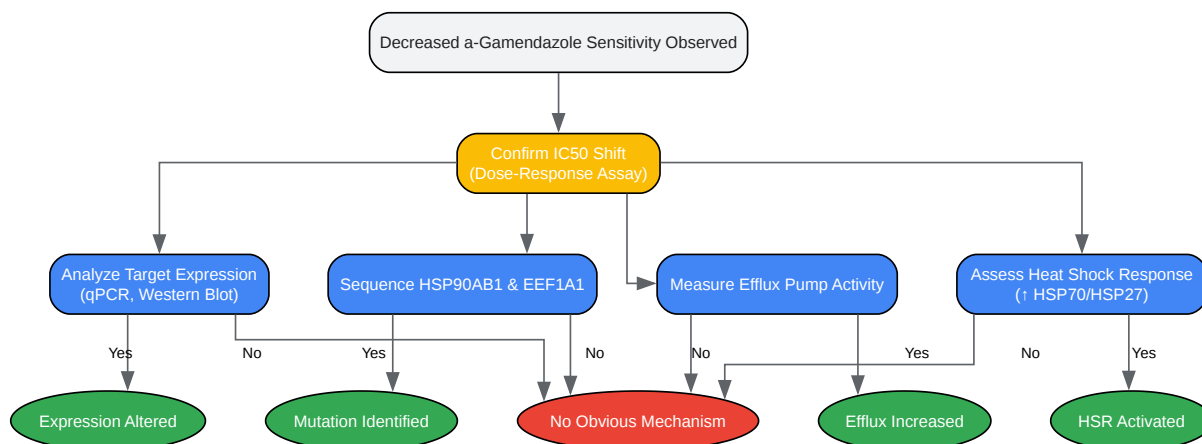 Decreased a-Gamendazole Sensitivity Observed
Confirm IC50 Shift
(Dose-Response Assay)
Analyze Target Expression
(qPCR, Western Blot)
Sequence HSP90AB1 & EEF1A1
Measure Efflux Pump Activity
Assess Heat Shock Response
(↑ HSP70/HSP27)
Yes
No
Yes
No
No
Yes
No
Yes
Expression Altered
Mutation Identified
No Obvious Mechanism
Efflux Increased
HSR Activated